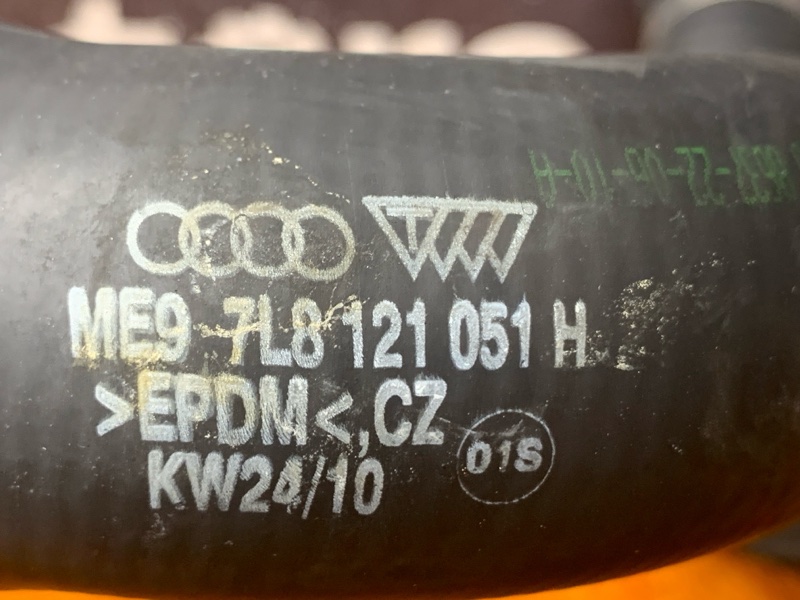 ME9 7L8 121 051 H
>EPDM<,CZ
KW24/10
01S